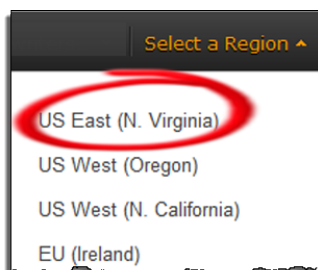 Select a Region
US East (N. Virginia)
US West (Oregon)
US West (N. California)
EU (Ireland)